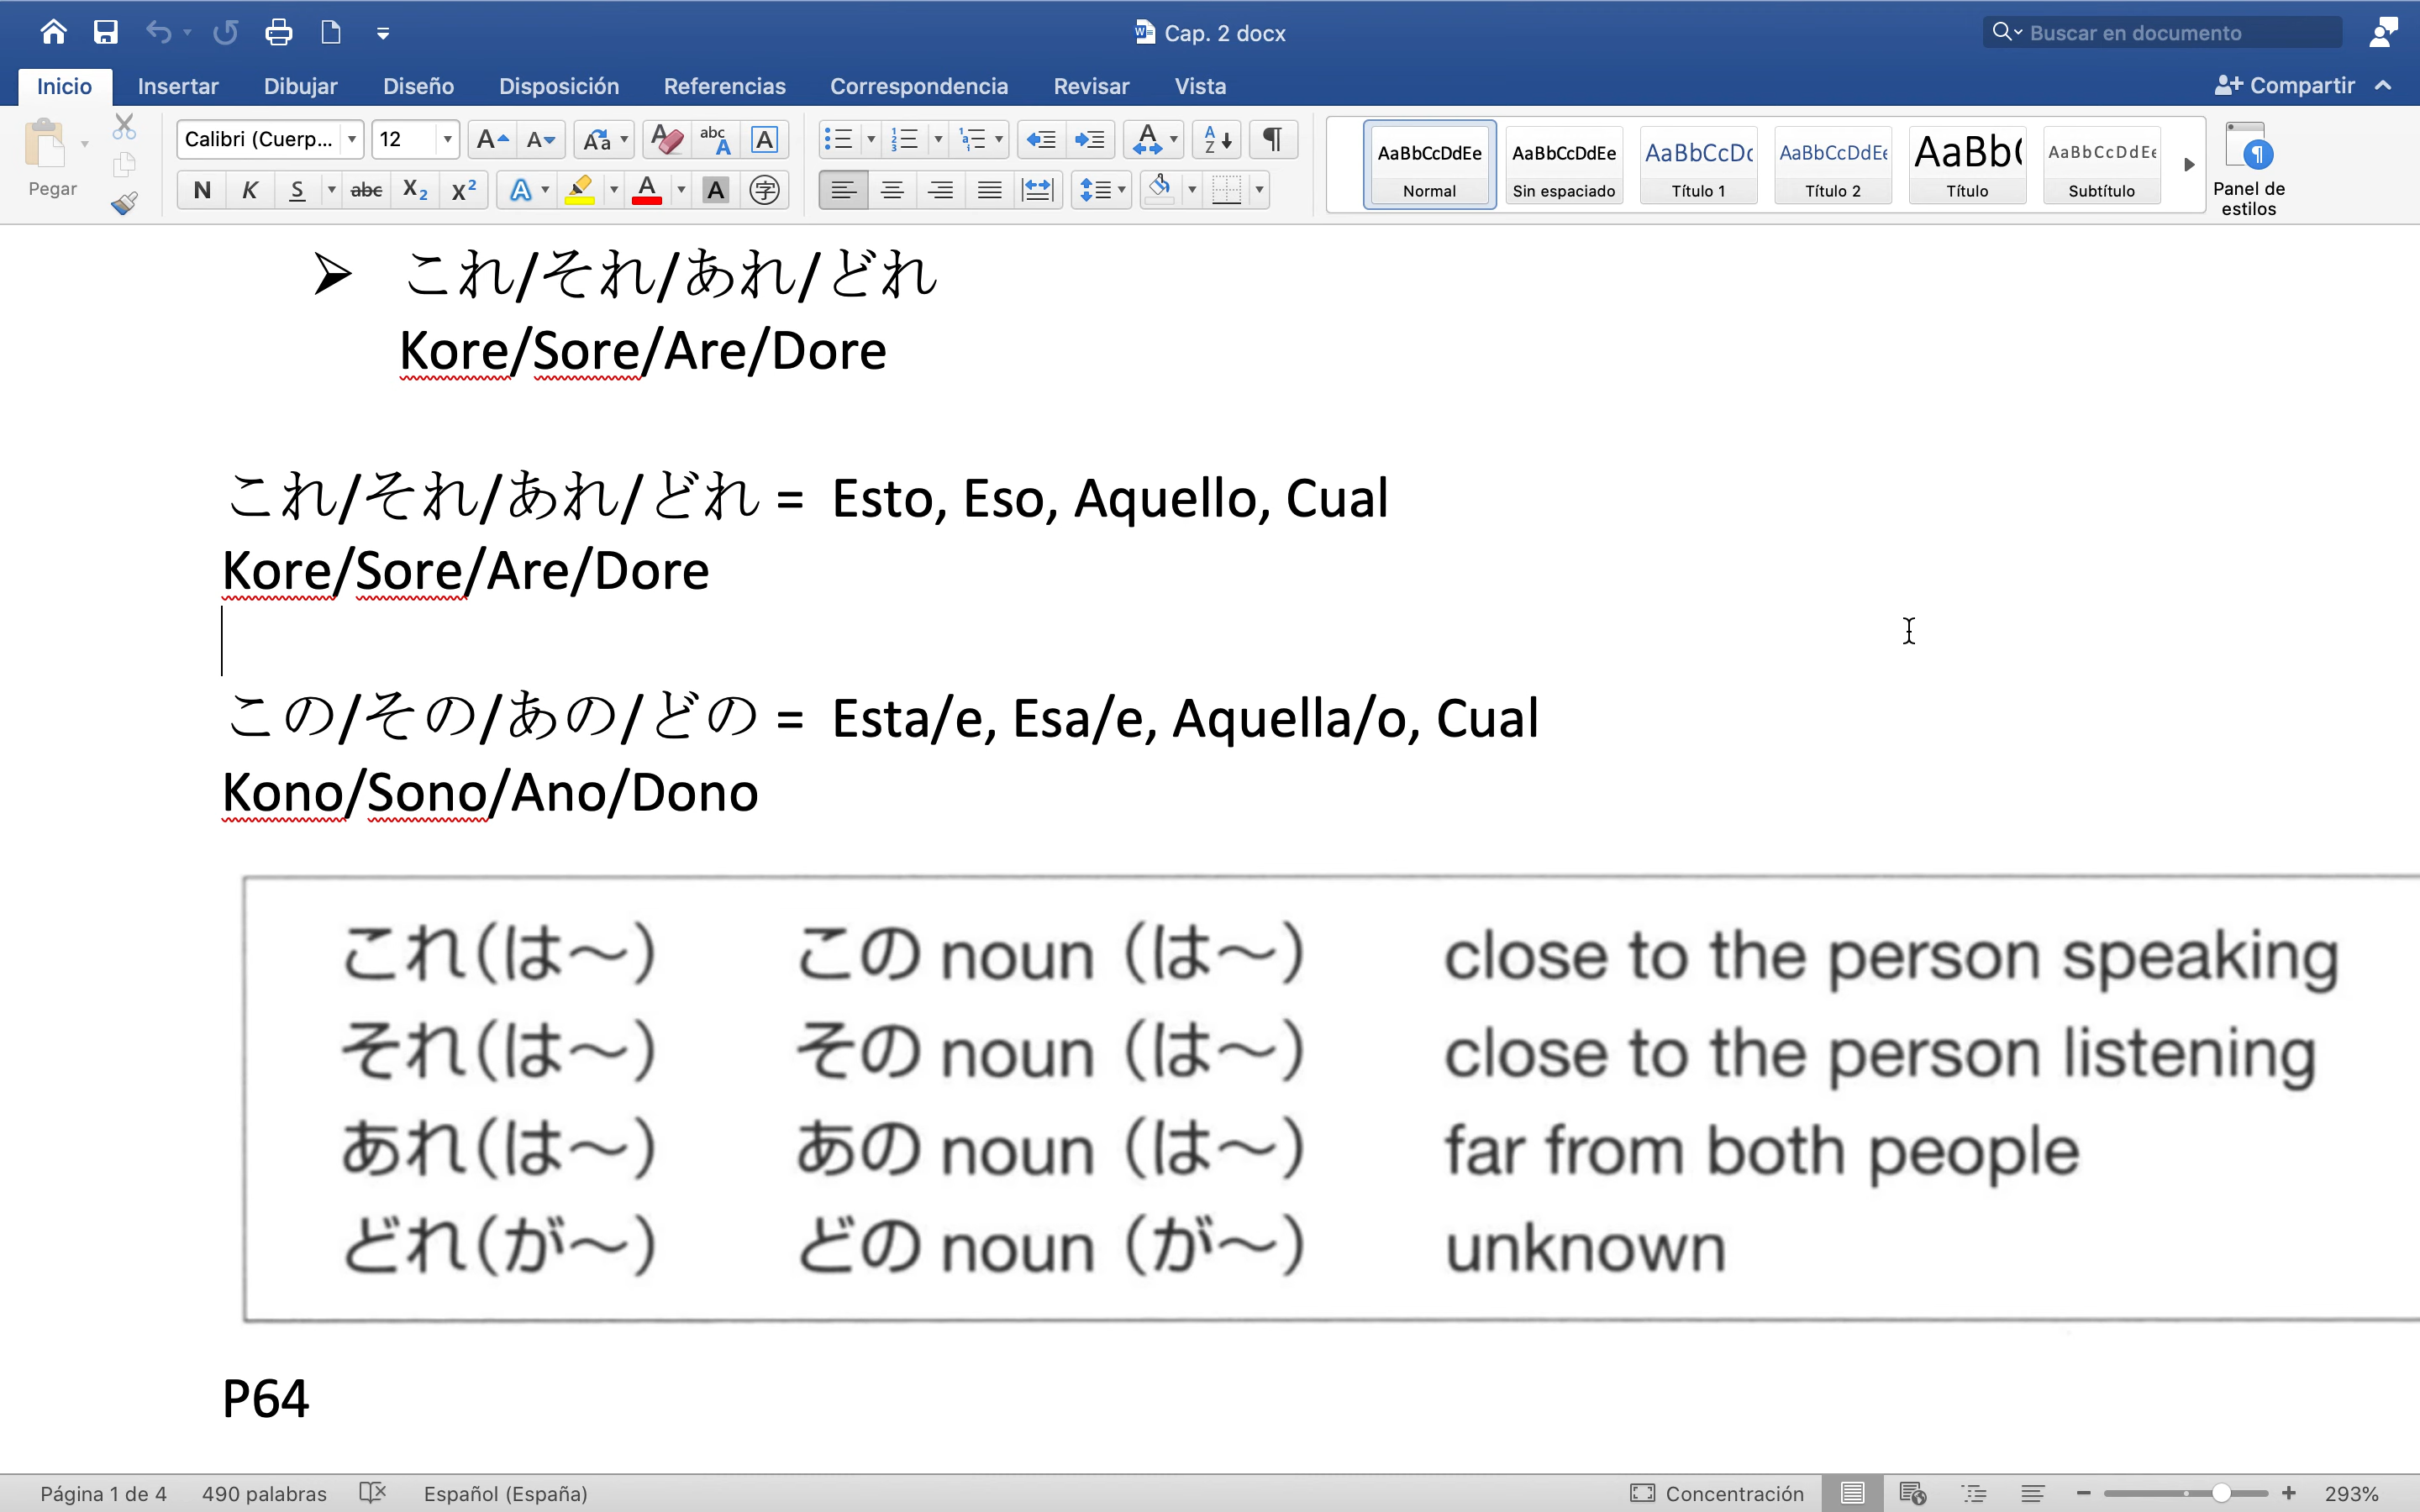 Cap. 2 docx
Buscar en documento
Inicio Insertar Dibujar Diseño Disposición Referencias Correspondencia Revisar Vista Compartir
Pegar
Calibri (Cuerp... 12
N K S abc X₂ X²
AaBbCcDdEe Normal
AaBbCcDdEe Sin espaciado
Título 1
Título 2
Título
Subtítulo
Panel de estilos
➢ これ/それ/あれ/どれ
Kore/Sore/Are/Dore
これ/それ/あれ/どれ = Esto, Eso, Aquello, Cual
Kore/Sore/Are/Dore
この/その/あの/どの = Esta/e, Esa/e, Aquella/o, Cual
Kono/Sono/Ano/Dono
これ(は〜) この noun (は〜) close to the person speaking
それ(は〜) その noun (は〜) close to the person listening
あれ(は〜) あの noun (は〜) far from both people
どれ(が〜) どの noun (が〜) unknown
P64
Página 1 de 4 490 palabras Español (España) Concentración 293%